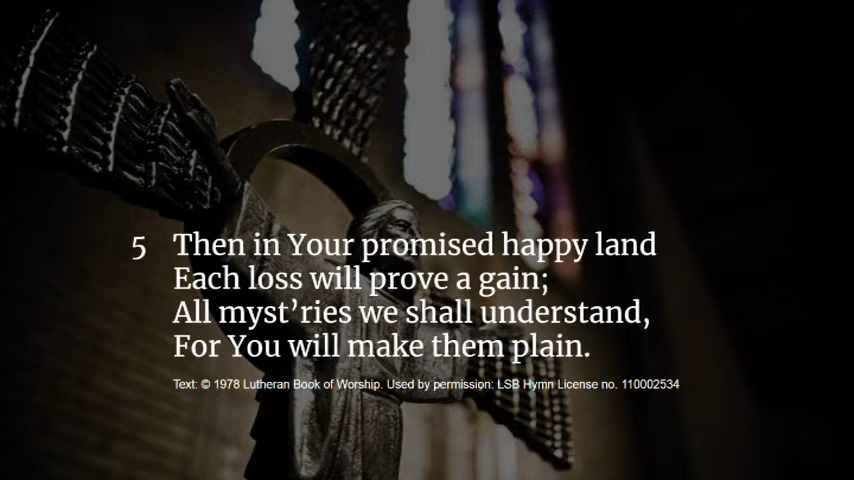 5 Then in Your promised happy land
Each loss will prove a gain;
All myst’ries we shall understand,
For You will make them plain.
Text: © 1978 Lutheran Book of Worship. Used by permission: LSB Hymn License no. 110002534